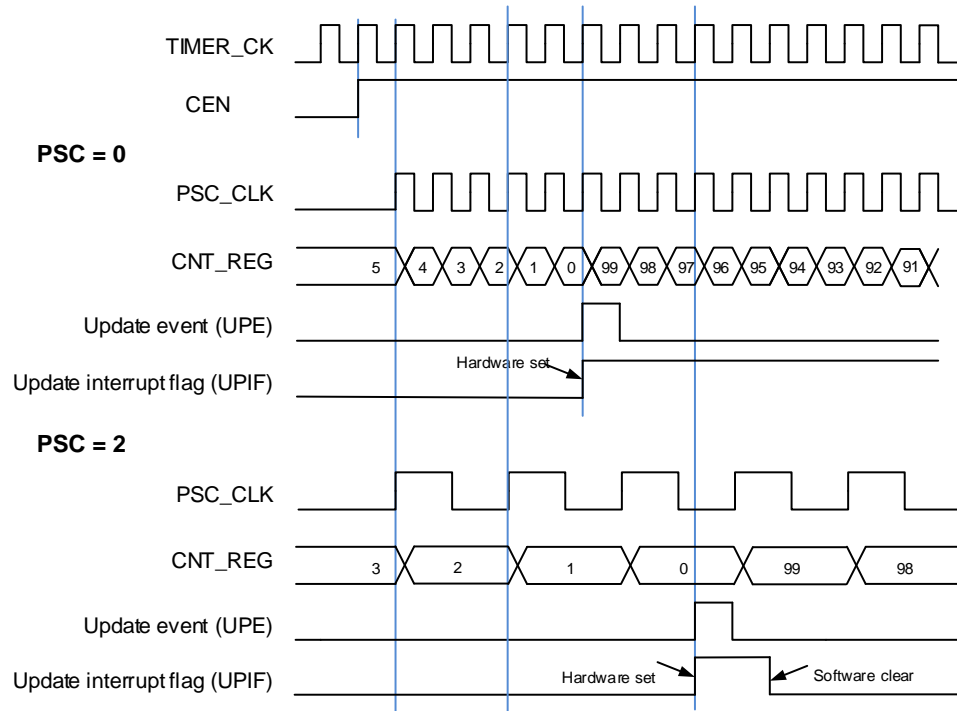 TIMER_CK
CEN
PSC = 0
PSC_CLK
CNT_REG 5 4 3 2 1 0 99 98 97 96 95 94 93 92 91
Update event (UPE)
Hardware set
Update interrupt flag (UPIF)
PSC = 2
PSC_CLK
CNT_REG 3 2 1 0 99 98
Update event (UPE)
Update interrupt flag (UPIF) Hardware set Software clear